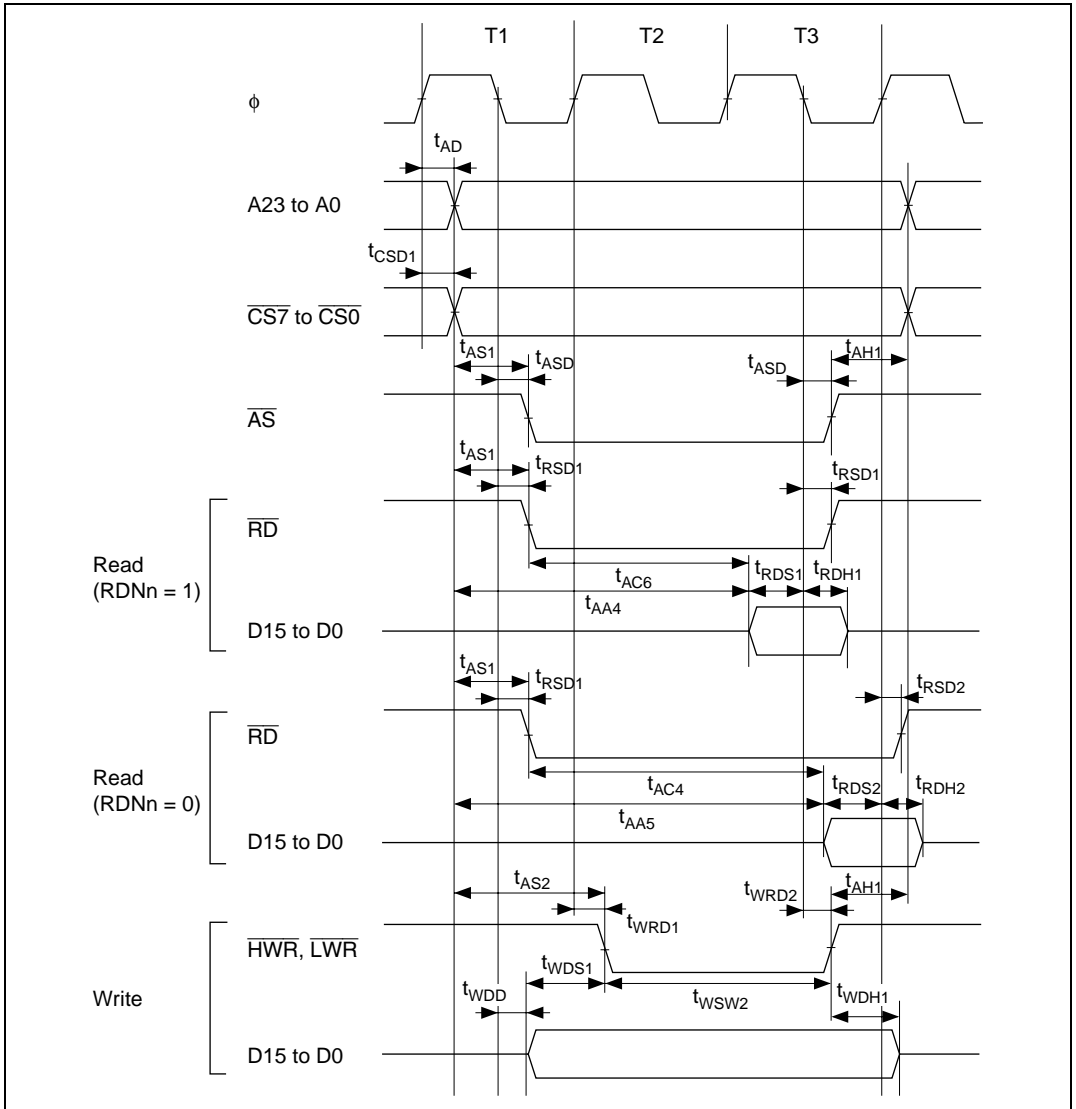 T1 T2 T3
ϕ
tAD
A23 to A0
tCSD1
CS7 to CS0
tAS1 tASD tASD tAH1
AS
tAS1 tRSD1 tRSD1
RD
Read
(RDNn = 1)
tAC6 tRDS1 tRDH1
tAA4
D15 to D0
tAS1 tRSD1 tRSD2
RD
Read
(RDNn = 0)
tAC4 tRDS2 tRDH2
tAA5
D15 to D0
tAS2 tWRD2 tAH1
tWRD1
HWR, LWR
tWDS1
Write
tWDD tWSW2 tWDH1
D15 to D0